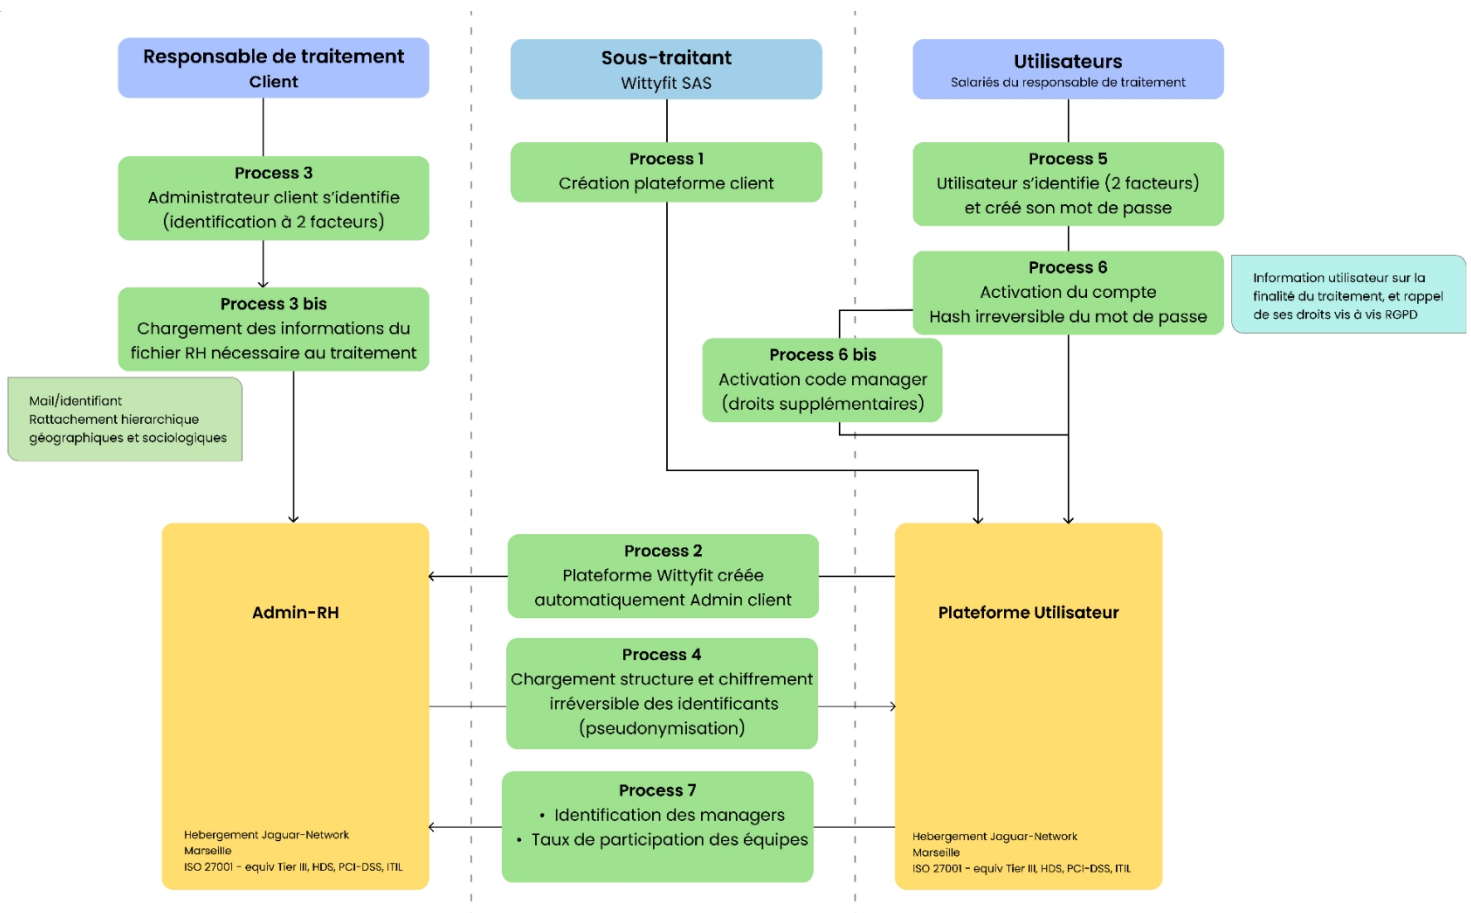 Responsable de traitement
Client
Sous-traitant
Wittyfit SAS
Utilisateurs
Salariés du responsable de traitement
Process 3
Administrateur client s'identifie
(identification à 2 facteurs)
Process 1
Création plateforme client
Process 5
Utilisateur s'identifie (2 facteurs)
et créé son mot de passe
Process 3 bis
Chargement des informations du
fichier RH nécessaire au traitement
Process 6
Activation du compte
Hash irreversible du mot de passe
Information utilisateur sur la
finalité du traitement, et rappel
de ses droits vis à vis RGPD
Process 6 bis
Activation code manager
(droits supplémentaires)
Mail/identifiant
Rattachement hierarchique
géographiques et sociologiques
Admin-RH
Process 2
Plateforme Wittyfit créée
automatiquement Admin client
Plateforme Utilisateur
Process 4
Chargement structure et chiffrement
irréversible des identificants
(pseudonymisation)
Process 7
• Identification des managers
• Taux de participation des équipes
Hebergement Jaguar-Network
Marseille
ISO 27001 - equiv Tier III, HDS, PCI-DSS, ITIL
Hebergement Jaguar-Network
Marseille
ISO 27001 - equiv Tier III, HDS, PCI-DSS, ITIL